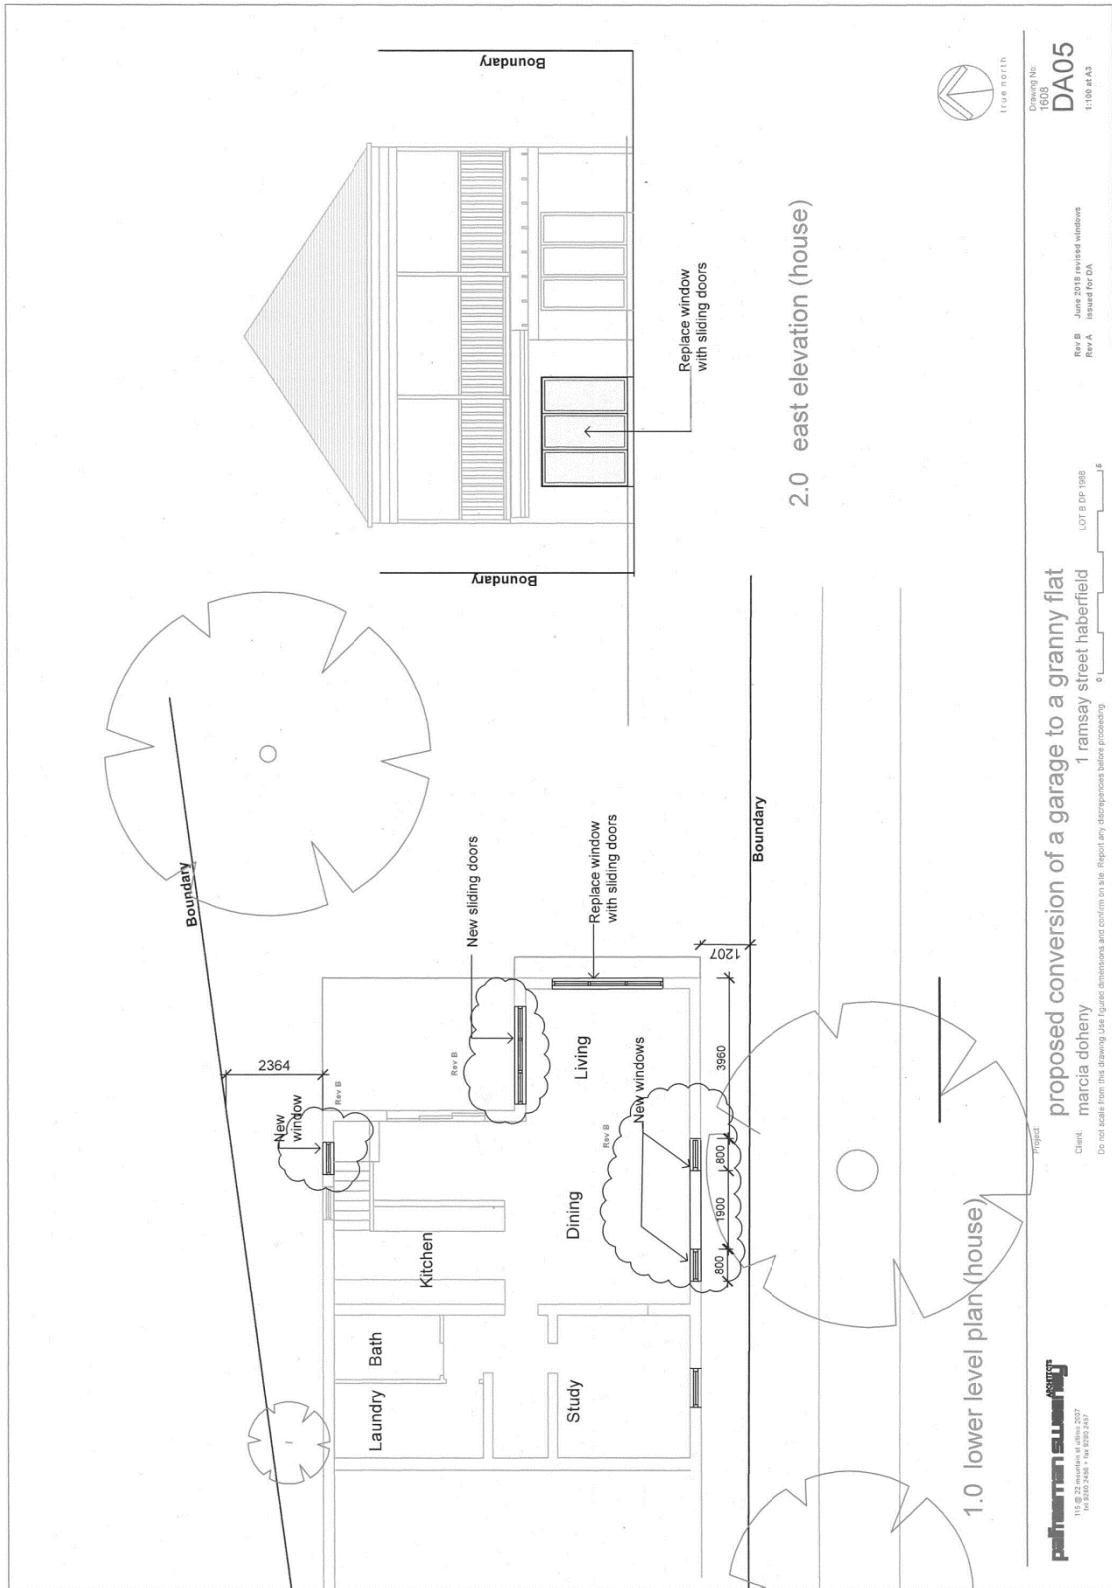 Boundary
2364
New
window
Rev B
Rev B
New sliding doors
Laundry
Bath
Kitchen
Study
Dining
Living
Rev B
New windows
Replace window
with sliding doors
800
1900
800
3960
1207
Boundary
1.0 lower level plan (house)
Boundary
Boundary
Replace window
with sliding doors
2.0 east elevation (house)
true north
palfreeman sweeney
ARCHITECTS
Project:
proposed conversion of a garage to a granny flat
Client:
marcia doheny
1 ramsay street haberfield
LOT B DP 1988
Do not scale from this drawing. Use figured dimensions and confirm on site. Report any discrepancies before proceeding.
0
5
Rev B June 2018 revised windows
Rev A issued for DA
Drawing No:
1608
DA05
1:100 at A3